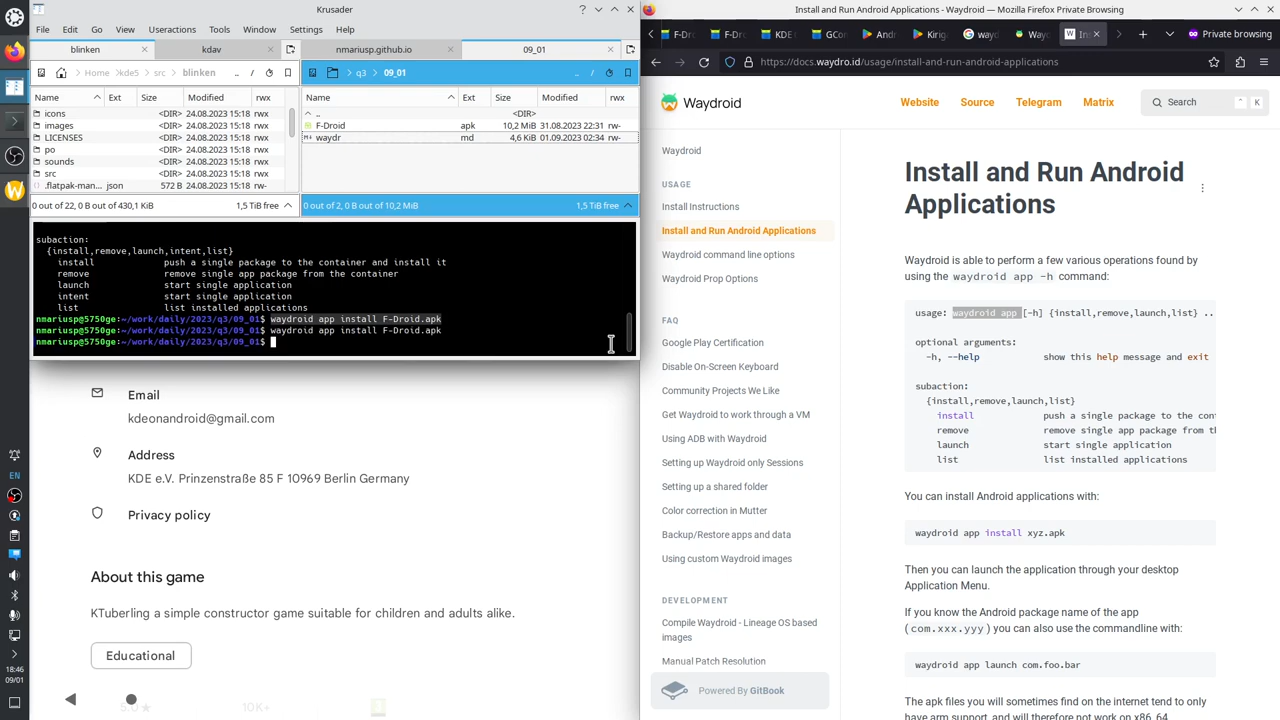 Krusader
File Edit Go View Useractions Tools Window Settings Help
blinken kdav
nmariusp.github.io 09_01
Home kde5 src blinken .. /
q3 09_01 .. /
Name Ext Size Modified rwx
icons <DIR> 24.08.2023 15:18 rwx
images <DIR> 24.08.2023 15:18 rwx
LICENSES <DIR> 24.08.2023 15:18 rwx
po <DIR> 24.08.2023 15:18 rwx
sounds <DIR> 24.08.2023 15:18 rwx
src <DIR> 24.08.2023 15:18 rwx
.flatpak-man... json 572 B 24.08.2023 15:18 rw-
0 out of 22, 0 B out of 430,1 KiB 1,5 TiB free
Name Ext Size Modified rwx
.. <DIR>
F-Droid apk 10,2 MiB 31.08.2023 22:31 rw-
waydr md 4,6 KiB 01.09.2023 02:34 rw-
0 out of 2, 0 B out of 10,2 MiB 1,5 TiB free
subaction:
{install,remove,launch,intent,list}
install push a single package to the container and install it
remove remove single app package from the container
launch start single application
intent start single application
list list installed applications
nmariusp@5750ge:~/work/daily/2023/q3/09_01$ waydroid app install F-Droid.apk
nmariusp@5750ge:~/work/daily/2023/q3/09_01$ waydroid app install F-Droid.apk
nmariusp@5750ge:~/work/daily/2023/q3/09_01$
Email
kdeonandroid@gmail.com
Address
KDE e.V. Prinzenstraße 85 F 10969 Berlin Germany
Privacy policy
About this game
KTuberling a simple constructor game suitable for children and adults alike.
Educational
5.0★ 10K+
EN
18:46
09/01
Install and Run Android Applications - Waydroid — Mozilla Firefox Private Browsing
F-Dro F-Dro KDE GCon Andr Kirig wayd Wayd Ins Private browsing
https://docs.waydro.id/usage/install-and-run-android-applications
Waydroid
Website Source Telegram Matrix
Search ⌃ K
Waydroid
USAGE
Install Instructions
Install and Run Android Applications
Waydroid command line options
Waydroid Prop Options
FAQ
Google Play Certification
Disable On-Screen Keyboard
Community Projects We Like
Get Waydroid to work through a VM
Using ADB with Waydroid
Setting up Waydroid only Sessions
Setting up a shared folder
Color correction in Mutter
Backup/Restore apps and data
Using custom Waydroid images
DEVELOPMENT
Compile Waydroid - Lineage OS based
images
Manual Patch Resolution
Powered By GitBook
Install and Run Android
Applications
Waydroid is able to perform a few various operations found by
using the waydroid app -h command:
usage: waydroid app [-h] {install,remove,launch,list} ..
optional arguments:
-h, --help show this help message and exit
subaction:
{install,remove,launch,list}
install push a single package to the con
remove remove single app package from th
launch start single application
list list installed applications
You can install Android applications with:
waydroid app install xyz.apk
Then you can launch the application through your desktop
Application Menu.
If you know the Android package name of the app
(com.xxx.yyy) you can also use the commandline with:
waydroid app launch com.foo.bar
The apk files you will sometimes find on the internet tend to only
have arm support, and will therefore not work on x86_64.